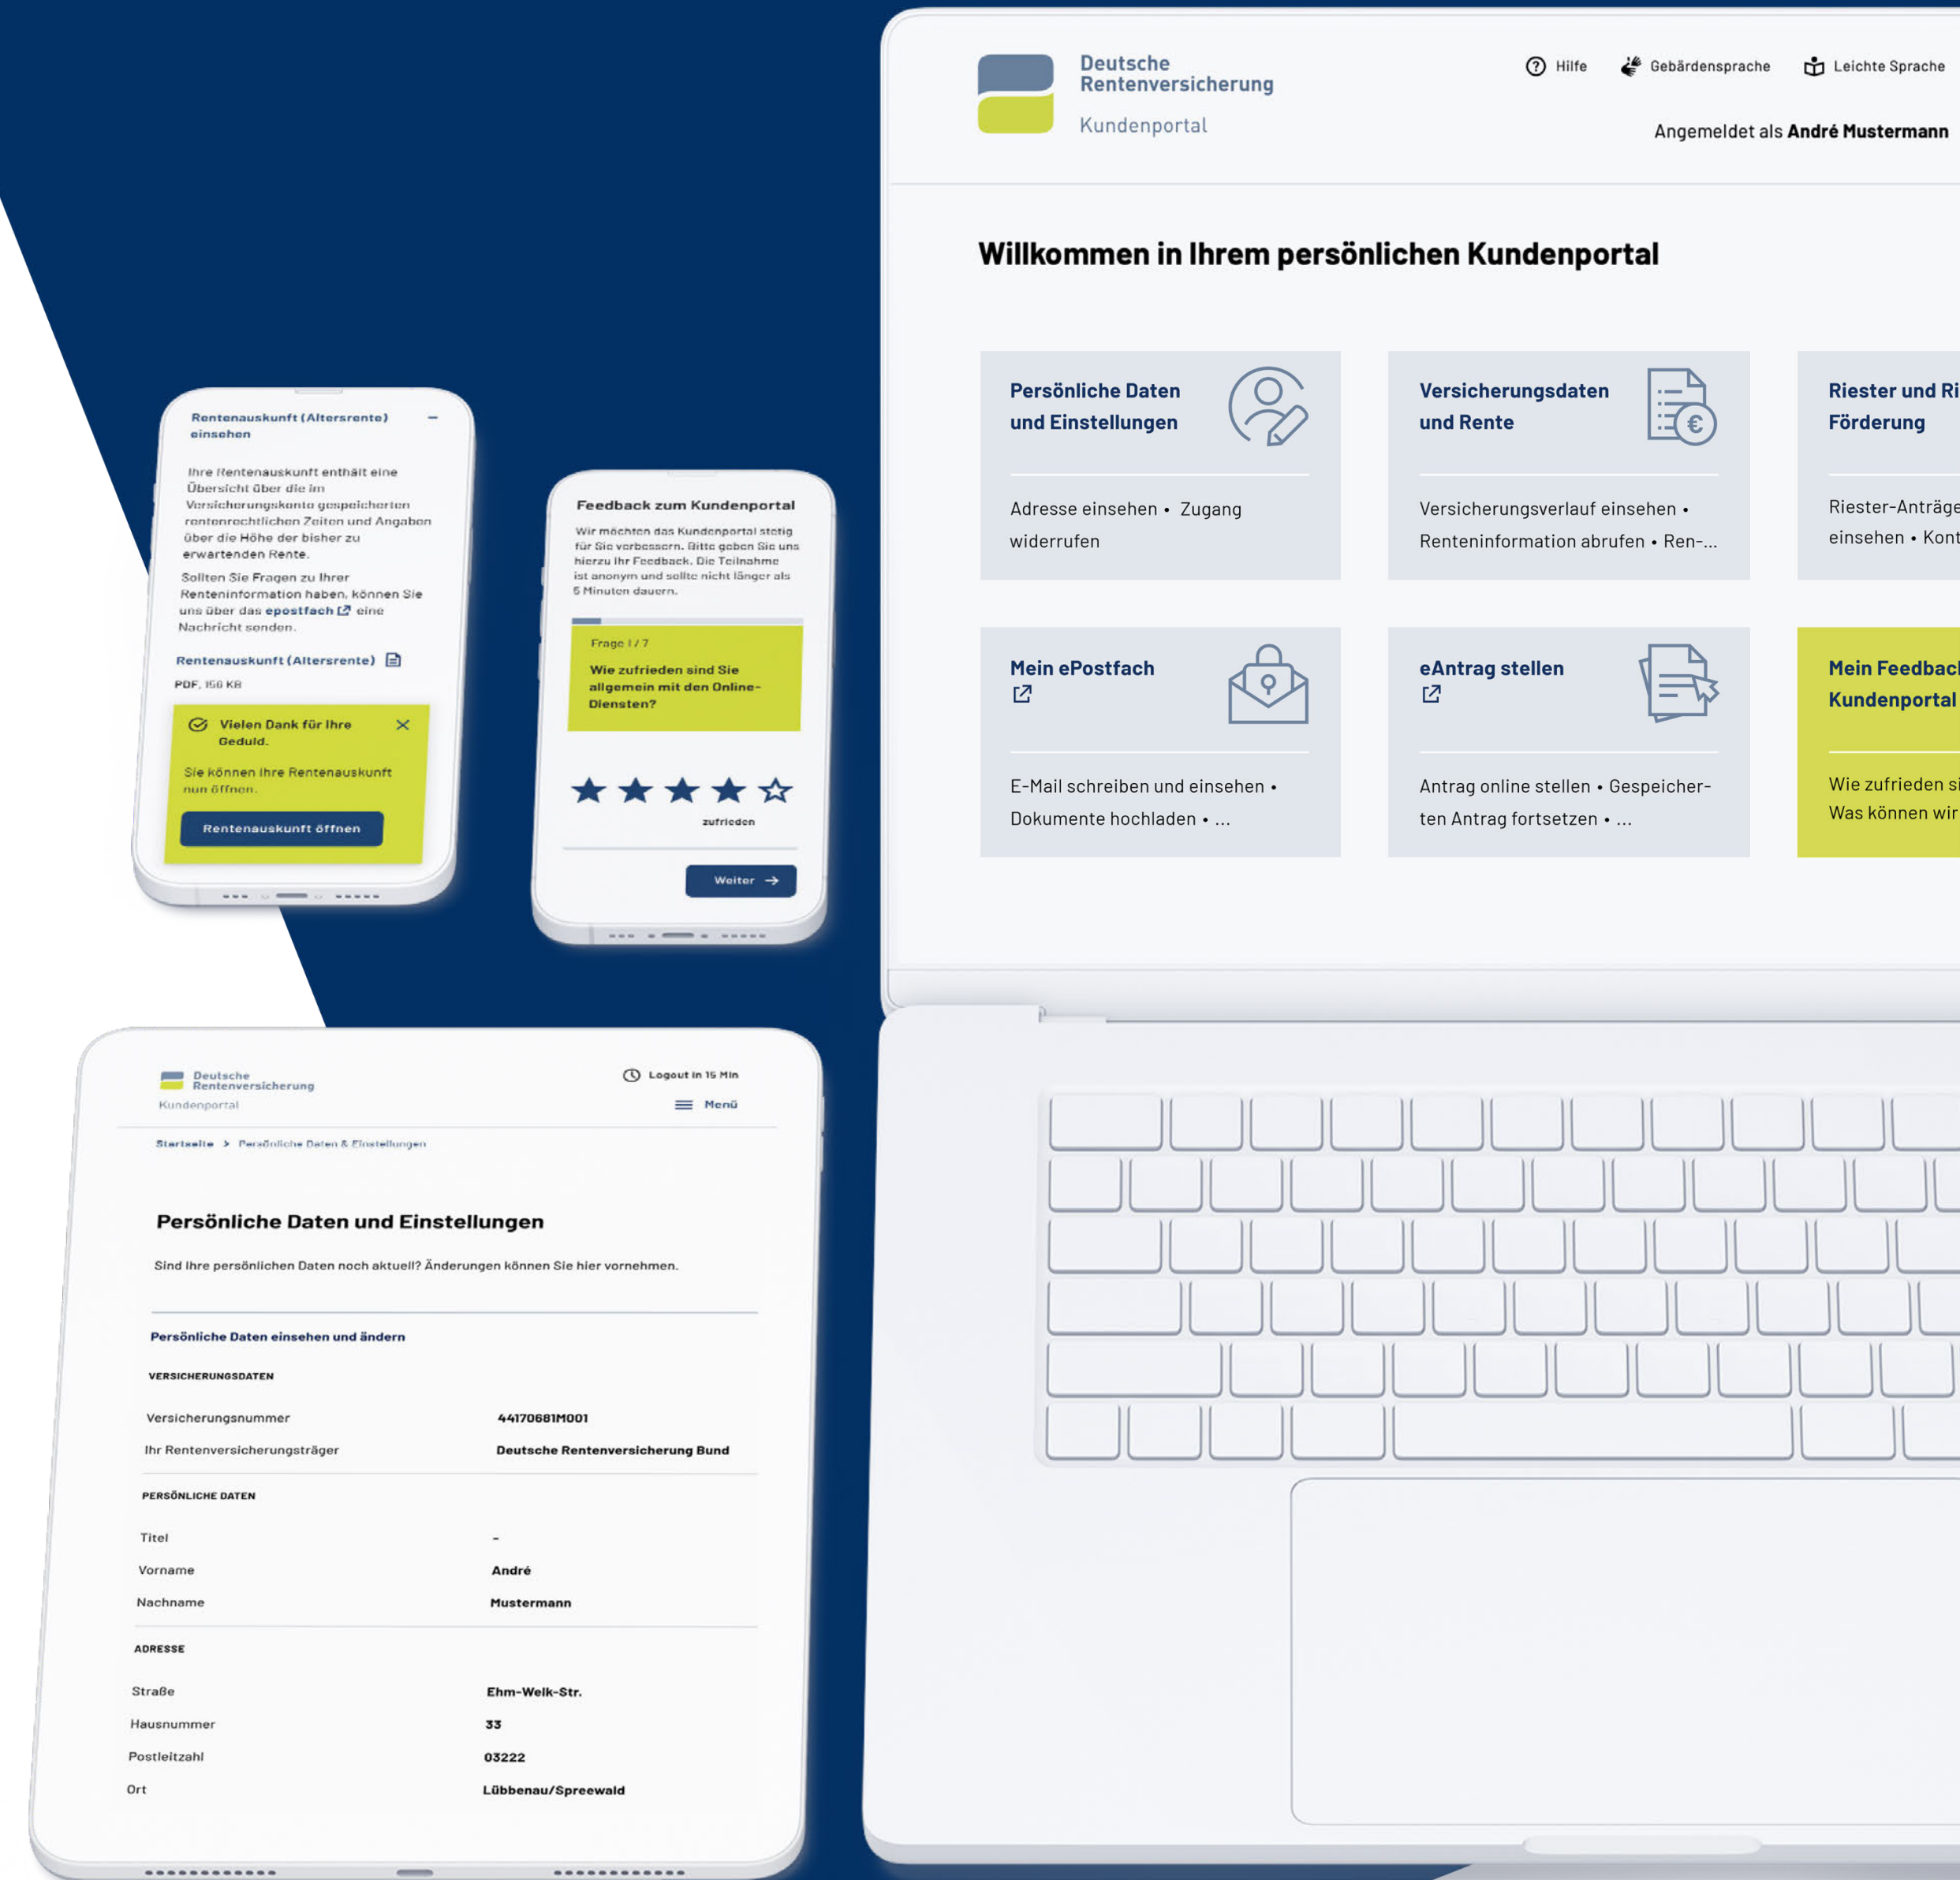 Deutsche
Rentenversicherung
Kundenportal
Hilfe
Gebärdensprache
Leichte Sprache
Angemeldet als André Mustermann
Willkommen in Ihrem persönlichen Kundenportal
Persönliche Daten
und Einstellungen
Adresse einsehen • Zugang
widerrufen
Versicherungsdaten
und Rente
Versicherungsverlauf einsehen •
Renteninformation abrufen • Ren-...
Riester und Ri
Förderung
Riester-Anträge
einsehen • Kont
Mein ePostfach
E-Mail schreiben und einsehen •
Dokumente hochladen • ...
eAntrag stellen
Antrag online stellen • Gespeicher-
ten Antrag fortsetzen • ...
Mein Feedback
Kundenportal
Wie zufrieden si
Was können wir
Rentenauskunft (Altersrente) –
einsehen
Ihre Rentenauskunft enthält eine
Übersicht über die im
Versicherungskonto gespeicherten
rentenrechtlichen Zeiten und Angaben
über die Höhe der bisher zu
erwartenden Rente.
Sollten Sie Fragen zu Ihrer
Renteninformation haben, können Sie
uns über das epostfach eine
Nachricht senden.
Rentenauskunft (Altersrente)
PDF, 156 KB
Vielen Dank für Ihre
Geduld.
Sie können Ihre Rentenauskunft
nun öffnen.
Rentenauskunft öffnen
Feedback zum Kundenportal
Wir möchten das Kundenportal stetig
für Sie verbessern. Bitte geben Sie uns
hierzu Ihr Feedback. Die Teilnahme
ist anonym und sollte nicht länger als
5 Minuten dauern.
Frage 1 / 7
Wie zufrieden sind Sie
allgemein mit den Online-
Diensten?
zufrieden
Weiter →
Deutsche
Rentenversicherung
Kundenportal
Logout in 15 Min
Menü
Startseite > Persönliche Daten & Einstellungen
Persönliche Daten und Einstellungen
Sind Ihre persönlichen Daten noch aktuell? Änderungen können Sie hier vornehmen.
Persönliche Daten einsehen und ändern
VERSICHERUNGSDATEN
Versicherungsnummer 44170681M001
Ihr Rentenversicherungsträger Deutsche Rentenversicherung Bund
PERSÖNLICHE DATEN
Titel –
Vorname André
Nachname Mustermann
ADRESSE
Straße Ehm-Welk-Str.
Hausnummer 33
Postleitzahl 03222
Ort Lübbenau/Spreewald